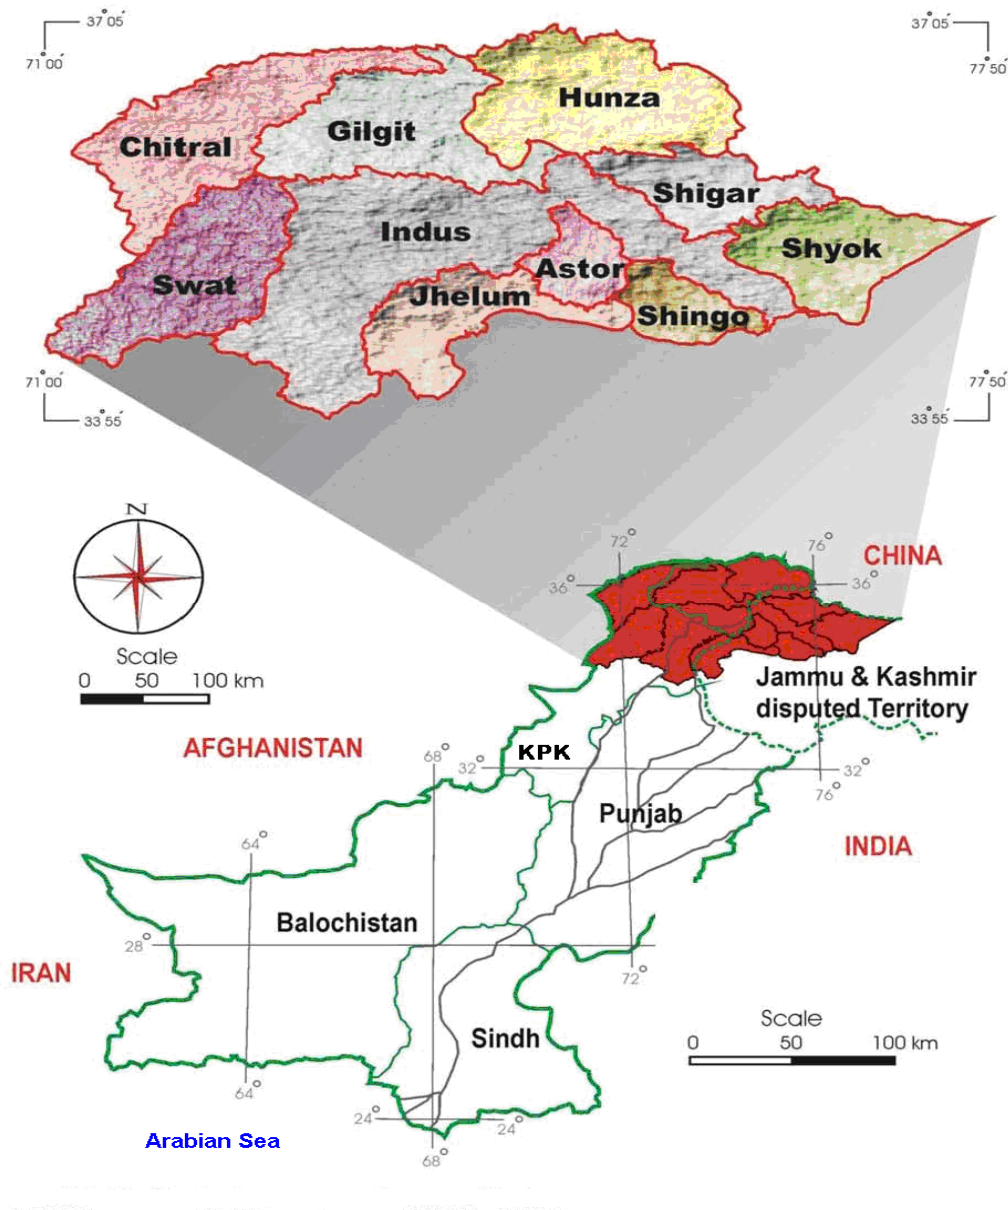 37°05´
37°05´
71°00´
77°50´
Hunza
Gilgit
Chitral
Shigar
Indus
Shyok
Astor
Swat
Jhelum
Shingo
71°00´
77°50´
33°55´
33°55´
N
72°
76°
CHINA
36°
36°
Scale
0 50 100 km
Jammu & Kashmir
disputed Territory
AFGHANISTAN
KPK
68°
32°
32°
76°
Punjab
64°
INDIA
Balochistan
28°
IRAN
72°
Scale
0 50 100 km
Sindh
64°
24°
24°
Arabian Sea
68°